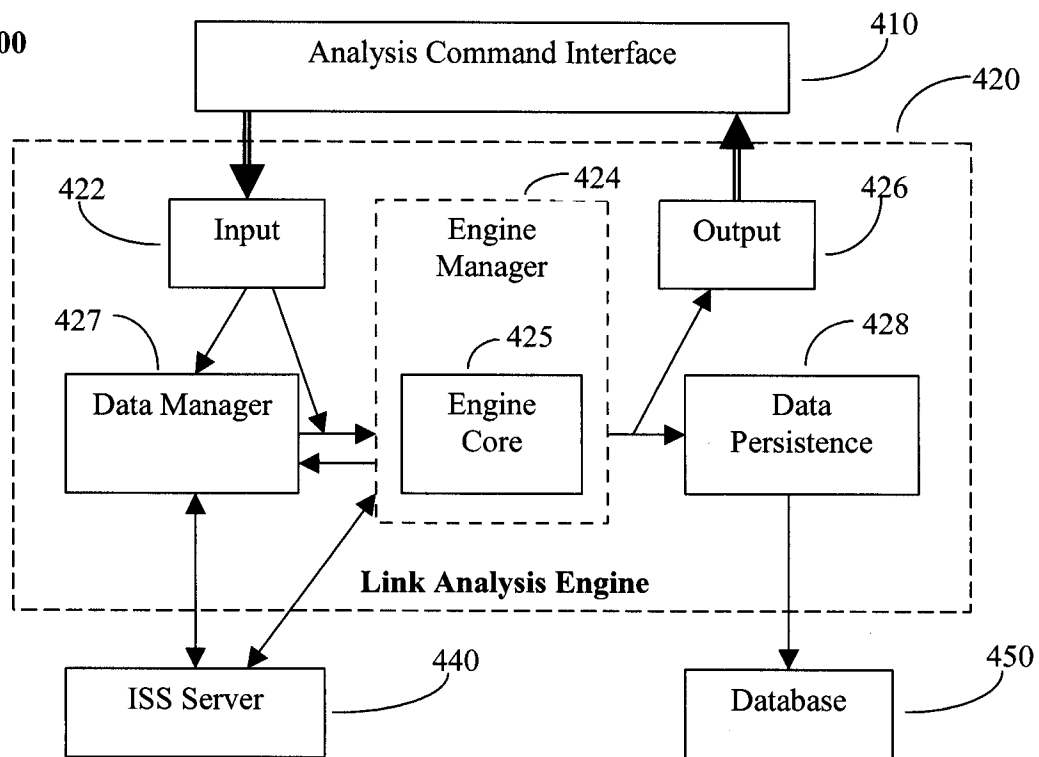 00
Analysis Command Interface
410
420
422
Input
424
Engine
Manager
Output
426
427
Data Manager
425
Engine
Core
428
Data
Persistence
Link Analysis Engine
ISS Server
440
Database
450